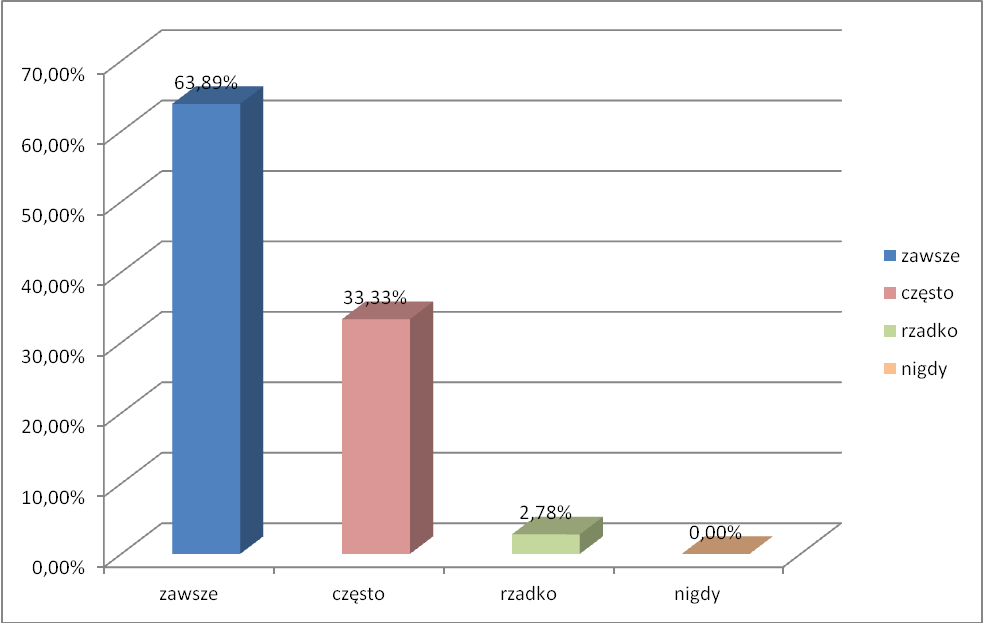 70,00%
60,00%
50,00%
40,00%
30,00%
20,00%
10,00%
0,00%
63,89%
33,33%
2,78%
0,00%
zawsze
często
rzadko
nigdy
zawsze
często
rzadko
nigdy